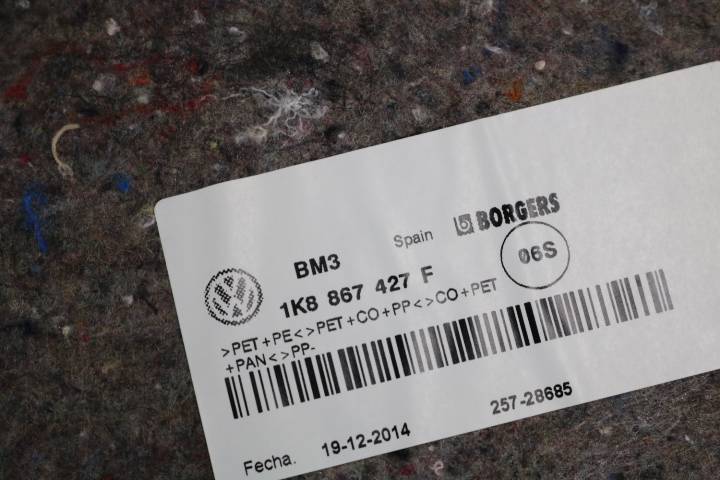 Spain BORGERS
BM3
06S
1K8 867 427 F
>PET+PE<>PET+CO+PP<>CO+PET
+PAN<>PP-
257-28685
Fecha. 19-12-2014